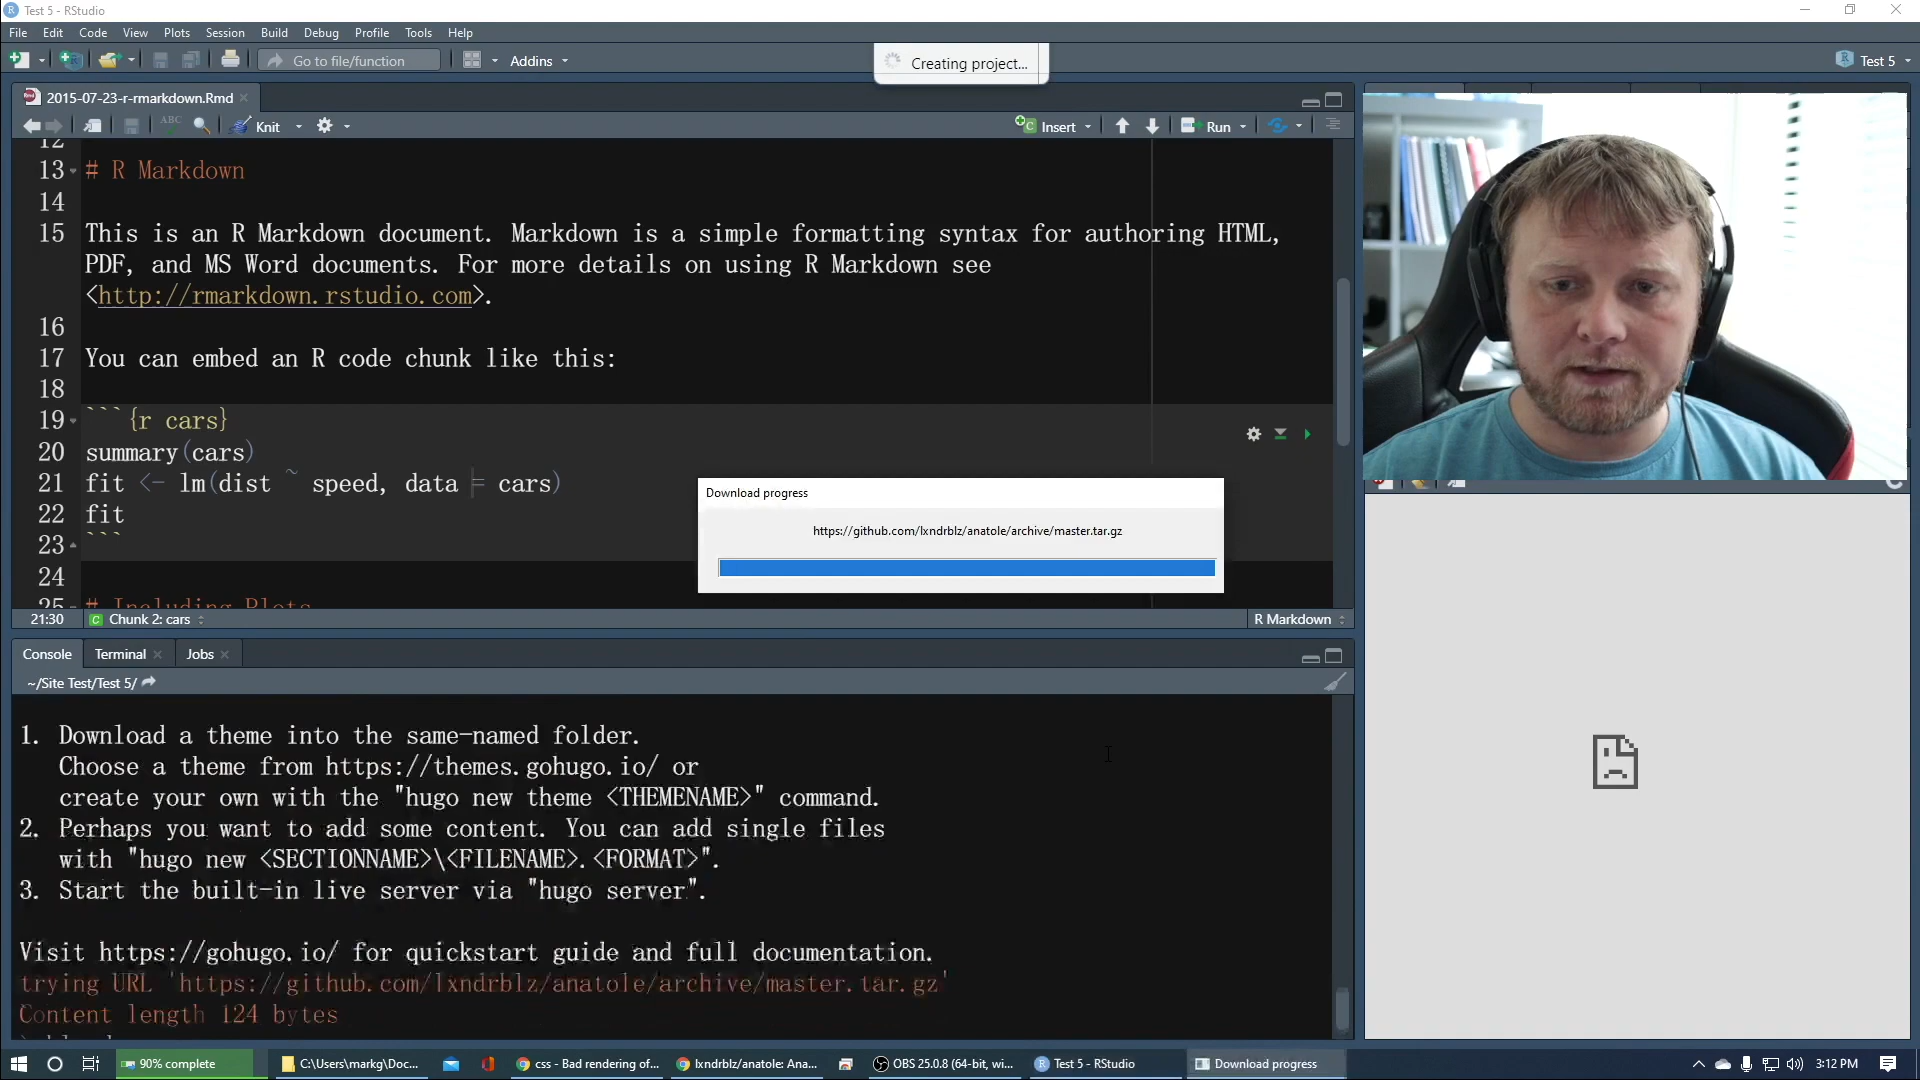 Test 5 - RStudio
File Edit Code View Plots Session Build Debug Profile Tools Help
Go to file/function
Addins
Creating project...
Test 5
2015-07-23-r-rmarkdown.Rmd
ABC
Knit
Insert
Run
12
13 # R Markdown
14
15 This is an R Markdown document. Markdown is a simple formatting syntax for authoring HTML,
PDF, and MS Word documents. For more details on using R Markdown see
<http://rmarkdown.rstudio.com>.
16
17 You can embed an R code chunk like this:
18
19 ```{r cars}
20 summary(cars)
21 fit <- lm(dist ~ speed, data = cars)
22 fit
23 ```
24
25 # Including Plots
Download progress
https://github.com/lxndrblz/anatole/archive/master.tar.gz
21:30
Chunk 2: cars
R Markdown
Console Terminal Jobs
~/Site Test/Test 5/
1. Download a theme into the same-named folder.
Choose a theme from https://themes.gohugo.io/ or
create your own with the "hugo new theme <THEMENAME>" command.
2. Perhaps you want to add some content. You can add single files
with "hugo new <SECTIONNAME>\<FILENAME>.<FORMAT>".
3. Start the built-in live server via "hugo server".
Visit https://gohugo.io/ for quickstart guide and full documentation.
trying URL 'https://github.com/lxndrblz/anatole/archive/master.tar.gz'
Content length 124 bytes
90% complete
C:\Users\markg\Doc...
css - Bad rendering of...
lxndrblz/anatole: Ana...
OBS 25.0.8 (64-bit, wi...
Test 5 - RStudio
Download progress
3:12 PM